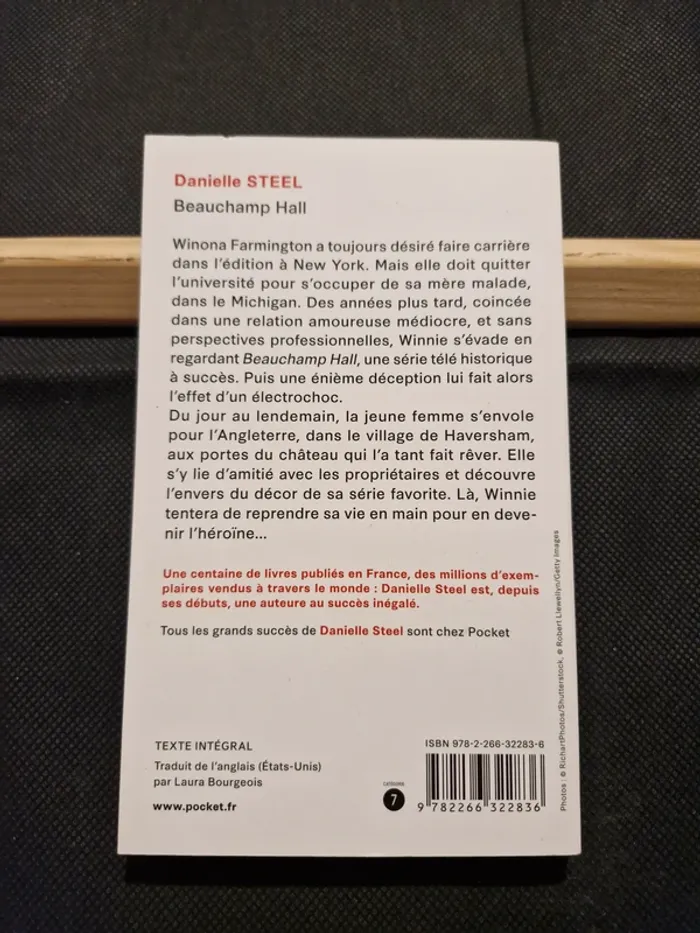 Danielle STEEL
Beauchamp Hall
Winona Farmington a toujours désiré faire carrière
dans l'édition à New York. Mais elle doit quitter
l'université pour s'occuper de sa mère malade,
dans le Michigan. Des années plus tard, coincée
dans une relation amoureuse médiocre, et sans
perspectives professionnelles, Winnie s'évade en
regardant Beauchamp Hall, une série télé historique
à succès. Puis une énième déception lui fait alors
l'effet d'un électrochoc.
Du jour au lendemain, la jeune femme s'envole
pour l'Angleterre, dans le village de Haversham,
aux portes du château qui l'a tant fait rêver. Elle
s'y lie d'amitié avec les propriétaires et découvre
l'envers du décor de sa série favorite. Là, Winnie
tentera de reprendre sa vie en main pour en deve-
nir l'héroïne...
Une centaine de livres publiés en France, des millions d'exem-
plaires vendus à travers le monde : Danielle Steel est, depuis
ses débuts, une auteure au succès inégalé.
Tous les grands succès de Danielle Steel sont chez Pocket
TEXTE INTÉGRAL
Traduit de l'anglais (États-Unis)
par Laura Bourgeois
www.pocket.fr
CATÉGORIE
7
ISBN 978-2-266-32283-6
9 782266 322836
Photos : © RichartPhotos/Shutterstock, © Robert Llewellyn/Getty Images